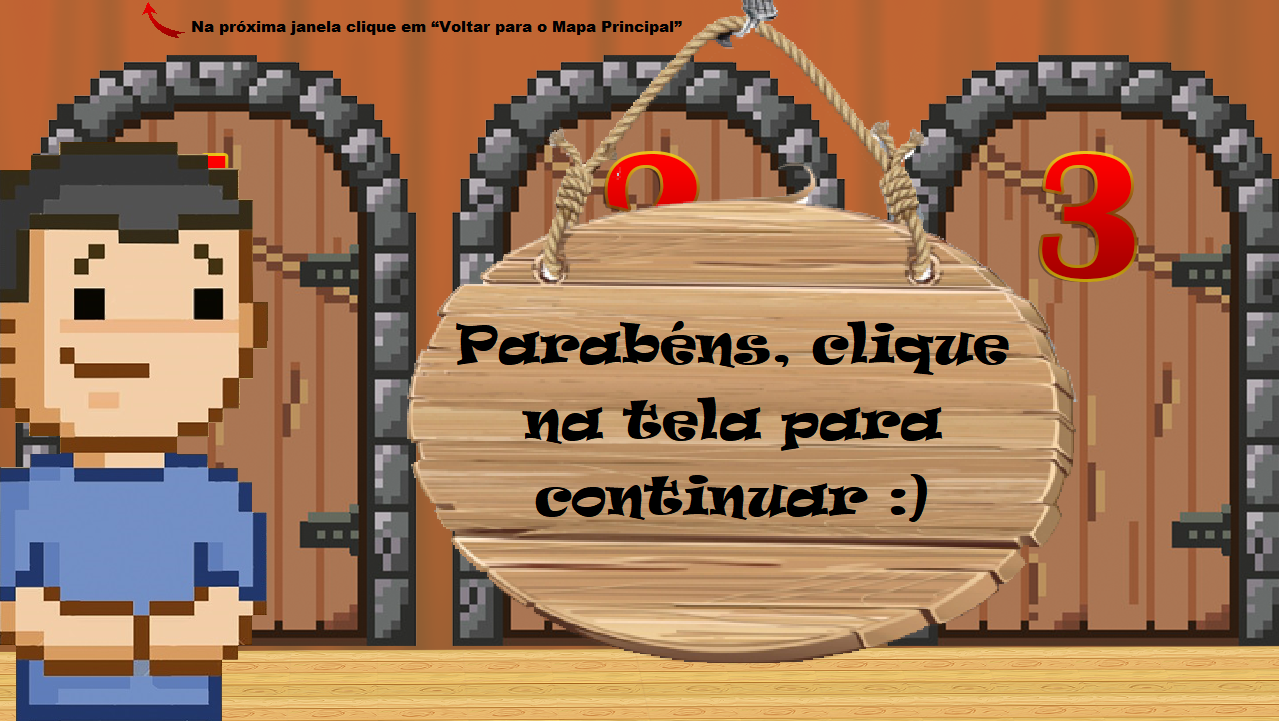 Na próxima janela clique em “Voltar para o Mapa Principal”
3
Parabéns, clique
na tela para
continuar :)